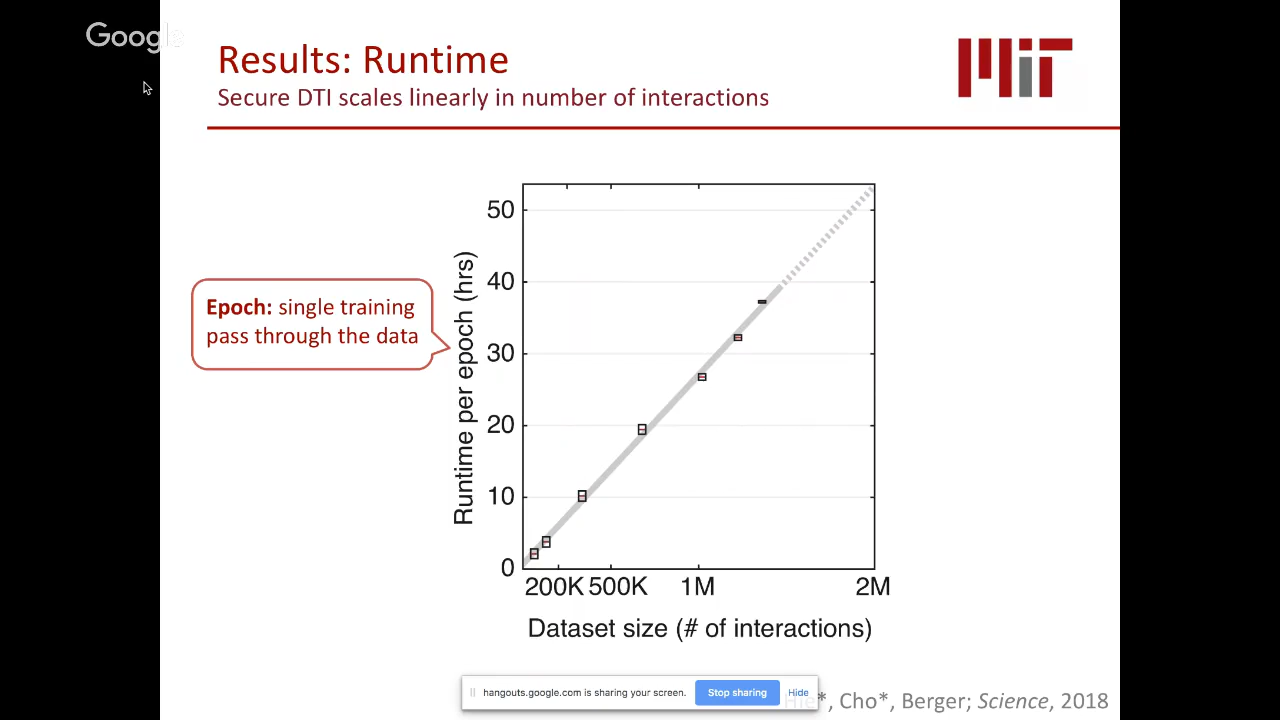 Google
Results: Runtime
MIT
Secure DTI scales linearly in number of interactions
Epoch: single training
pass through the data
Runtime per epoch (hrs)
50
40
30
20
10
0
200K 500K 1M 2M
Dataset size (# of interactions)
hangouts.google.com is sharing your screen. Stop sharing Hide
*, Cho*, Berger; Science, 2018